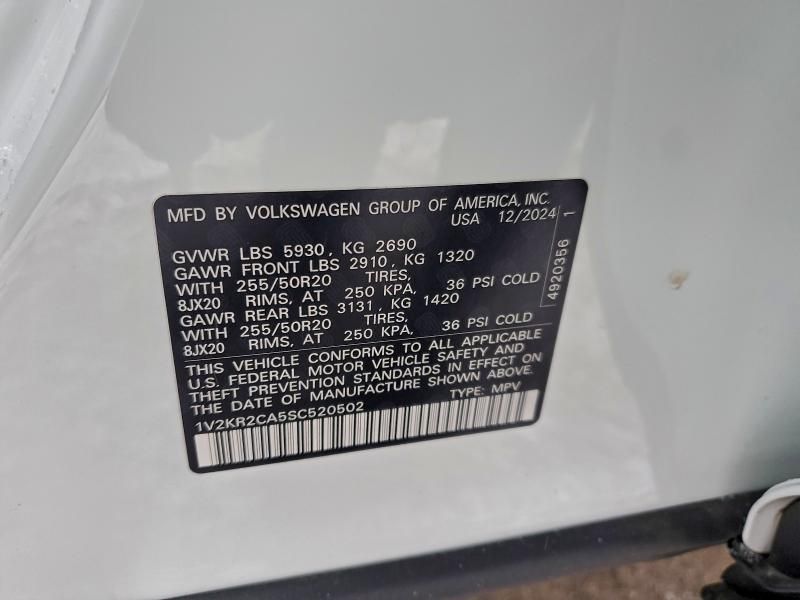 MFD BY VOLKSWAGEN GROUP OF AMERICA, INC.
USA 12/2024 1
GVWR LBS 5930, KG 2690
GAWR FRONT LBS 2910, KG 1320
WITH 255/50R20 TIRES,
8JX20 RIMS, AT 250 KPA, 36 PSI COLD
GAWR REAR LBS 3131, KG 1420
WITH 255/50R20 TIRES,
8JX20 RIMS, AT 250 KPA, 36 PSI COLD
4920356
THIS VEHICLE CONFORMS TO ALL APPLICABLE
U.S. FEDERAL MOTOR VEHICLE SAFETY AND
THEFT PREVENTION STANDARDS IN EFFECT ON
THE DATE OF MANUFACTURE SHOWN ABOVE.
1V2KR2CA5SC520502 TYPE: MPV